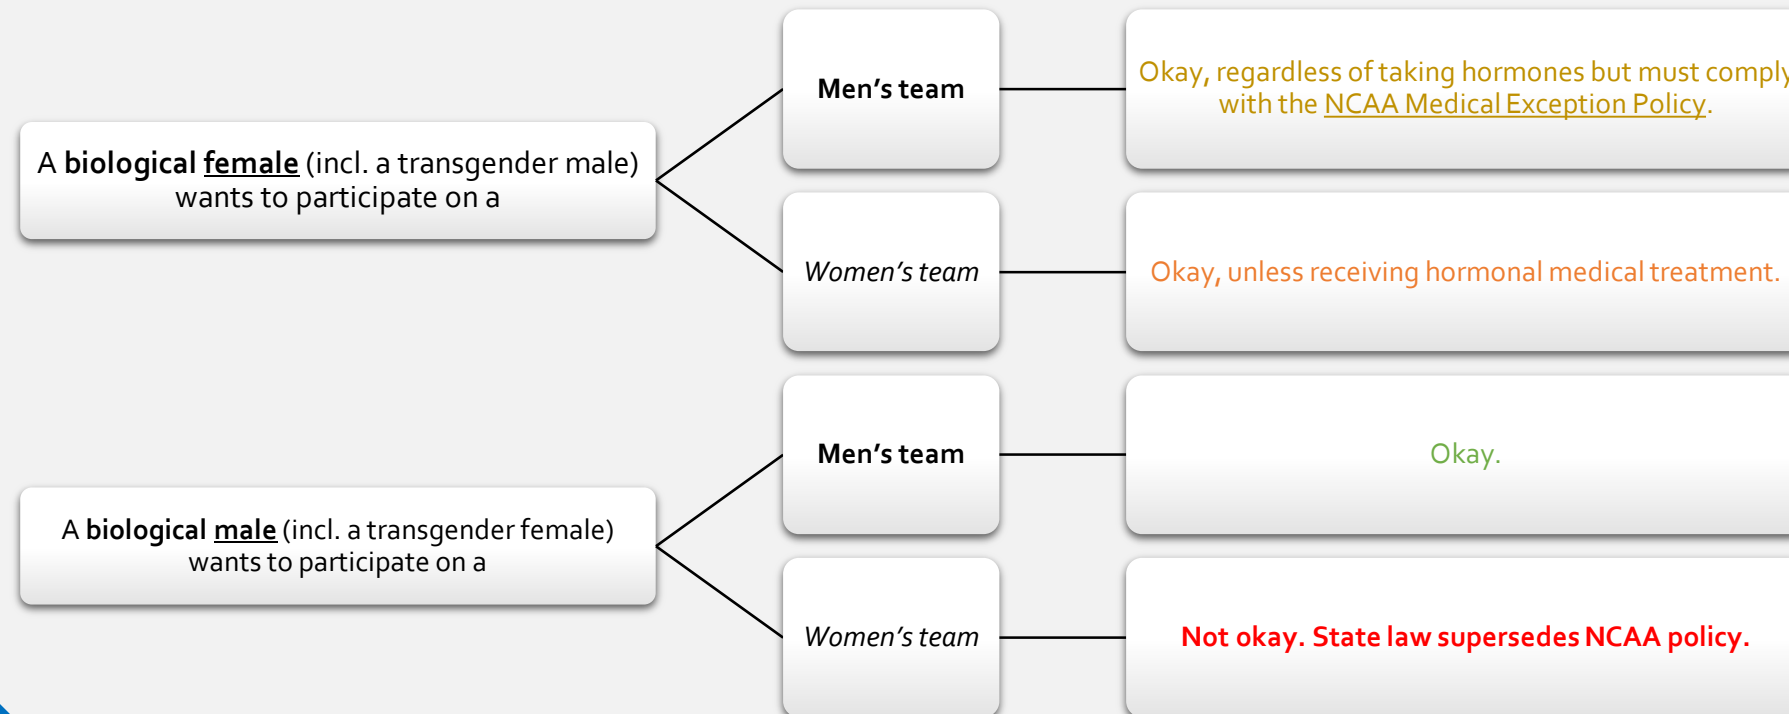 A biological female (incl. a transgender male)
wants to participate on a
Men's team
Okay, regardless of taking hormones but must comply
with the NCAA Medical Exception Policy.
Women's team
Okay, unless receiving hormonal medical treatment.
A biological male (incl. a transgender female)
wants to participate on a
Men's team
Okay.
Women's team
Not okay. State law supersedes NCAA policy.